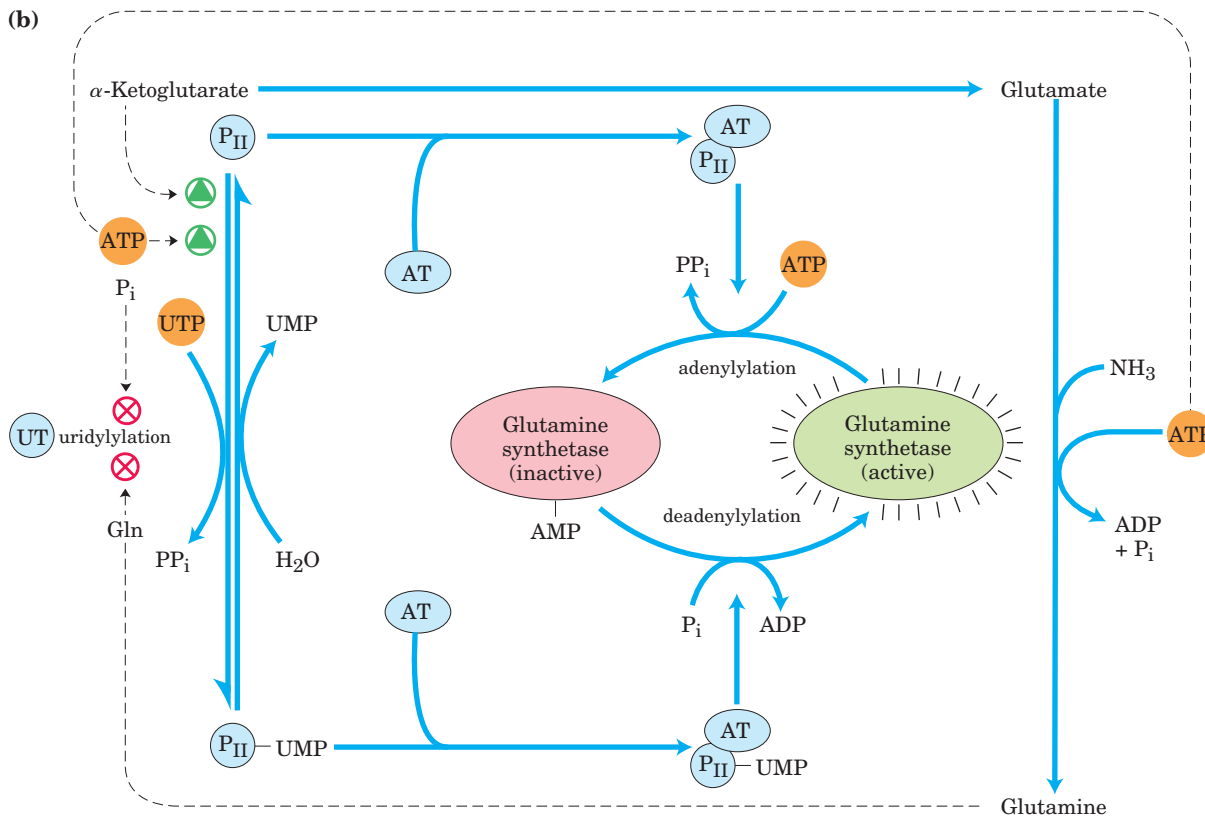 (b)
α-Ketoglutarate
Glutamate
PII
AT
PII
ATP
AT
PPi
ATP
Pi
UTP
UMP
adenylylation
NH3
UT
uridylylation
Glutamine
synthetase
(inactive)
Glutamine
synthetase
(active)
ATP
Gln
AMP
deadenylylation
ADP
+ Pi
PPi
H2O
AT
Pi
ADP
PII
UMP
AT
PII
UMP
Glutamine